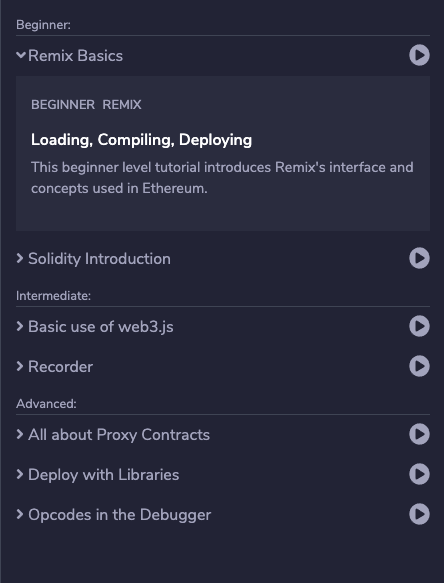 Beginner:
Remix Basics
BEGINNER REMIX
Loading, Compiling, Deploying
This beginner level tutorial introduces Remix's interface and
concepts used in Ethereum.
Solidity Introduction
Intermediate:
Basic use of web3.js
Recorder
Advanced:
All about Proxy Contracts
Deploy with Libraries
Opcodes in the Debugger